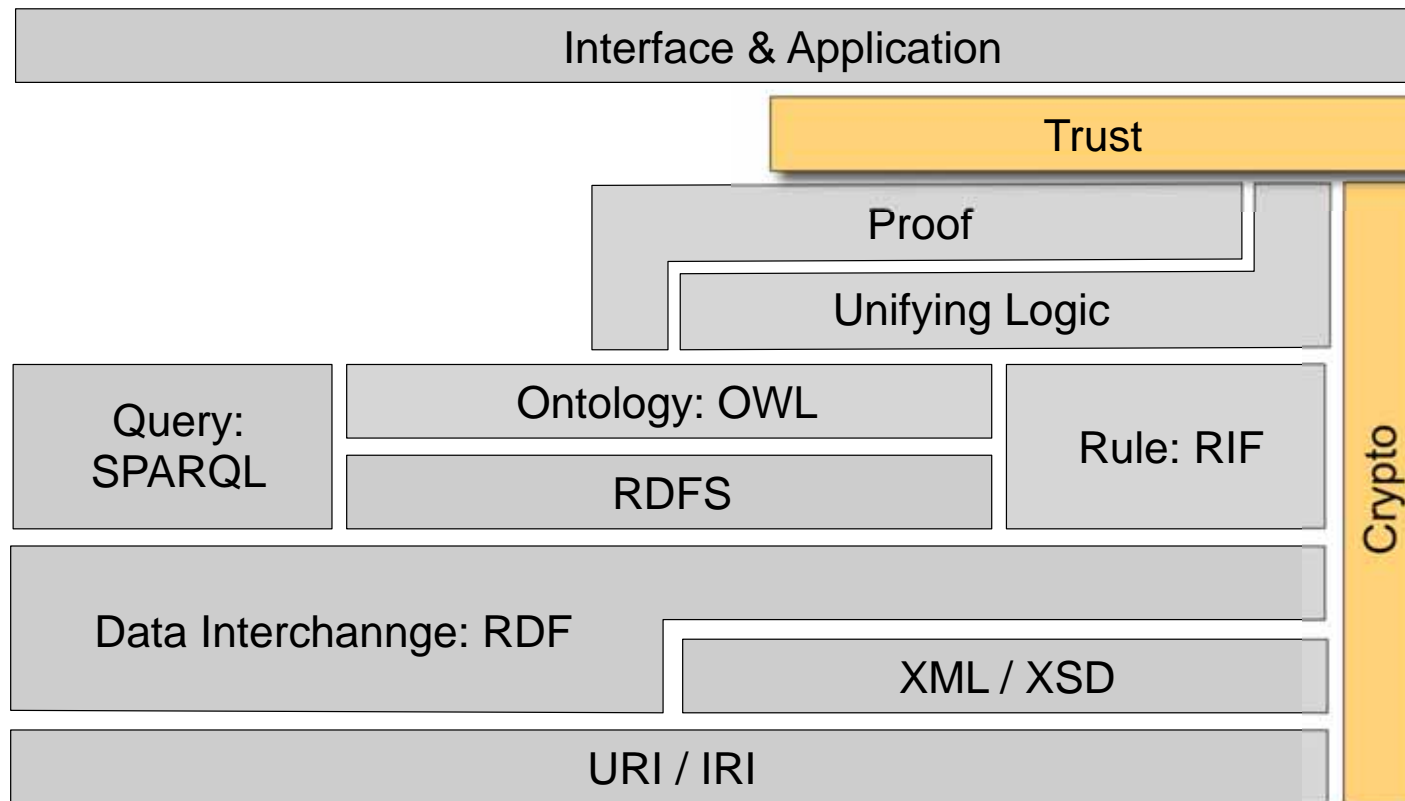 Interface & Application
Trust
Proof
Unifying Logic
Query:
SPARQL
Ontology: OWL
RDFS
Rule: RIF
Crypto
Data Interchannge: RDF
XML / XSD
URI / IRI